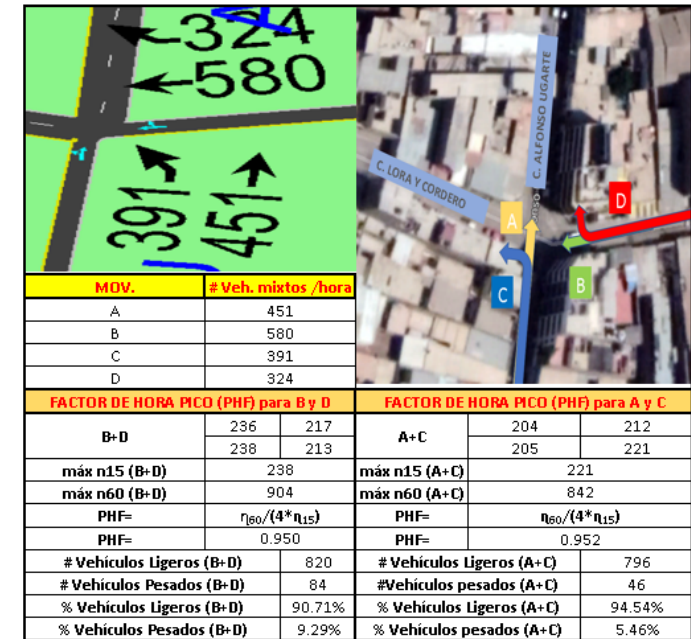 324
580
391
451
C. ALFONSO UGARTE
C. LORA Y CORDERO
A
D
B
C
MOV. # Veh. mixtos /hora
A 451
B 580
C 391
D 324
FACTOR DE HORA PICO (PHF) para B y D
B+D 236 217
238 213
máx n15 (B+D) 238
máx n60 (B+D) 904
PHF= η60/(4*η15)
PHF= 0.950
# Vehículos Ligeros (B+D) 820
# Vehículos Pesados (B+D) 84
% Vehículos Ligeros (B+D) 90.71%
% Vehículos Pesados (B+D) 9.29%
FACTOR DE HORA PICO (PHF) para A y C
A+C 204 212
205 221
máx n15 (A+C) 221
máx n60 (A+C) 842
PHF= η60/(4*η15)
PHF= 0.952
# Vehículos Ligeros (A+C) 796
#Vehículos pesados (A+C) 46
% Vehículos Ligeros (A+C) 94.54%
% Vehículos pesados (A+C) 5.46%